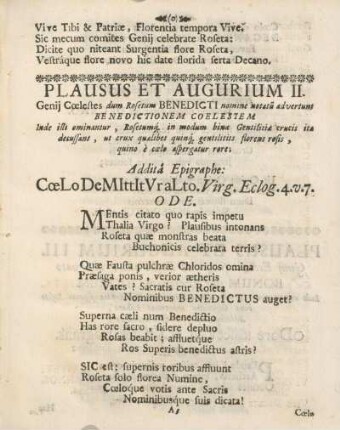 (o)
Vive Tibi & Patriæ, Florentia tempora Vive.
Sic mecum comites Genij celebrate Roseta:
Dicite quo niteant Surgentia flore Roseta,
Vestráque flore novo hic date florida serta Decano.
PLAUSUS ET AUGURIUM II.
Genij Cœlestes dum Rosetum BENEDICTI nomine notatũ advertunt
BENEDICTIONEM COELESTEM
Inde isti ominantur, Rosetumq́; in modum binæ Gentilitiæ crucis ita
decussant, ut crux quælibet quinq́; gentilitiis florens rosis,
quino è cœlo aspergatur rore:
Additâ Epigraphe:
CœLo DeMIttItVr aLto. Virg. Eclog. 4. v. 7.
ODE.
MEntis citato quo rapis impetu
Thalia Virgo? Plausibus intonans
Roseta quæ monstras beata
Buchonicis celebrata terris?
Quæ Fausta pulchræ Chloridos omina
Præsaga ponis, verior ætheris
Vates? Sacratis cur Roseta
Nominibus BENEDICTUS auget?
Superna cæli num Benedictio
Has rore sacro, sidere depluo
Rosas beabit; affluetque
Ros Superis benedictus astris?
SIC est; supernis roribus affluunt
Roseta solo florea Numine,
Cœloque votis ante Sacris
Nominibusque suis dicata!
A;
Cœlo